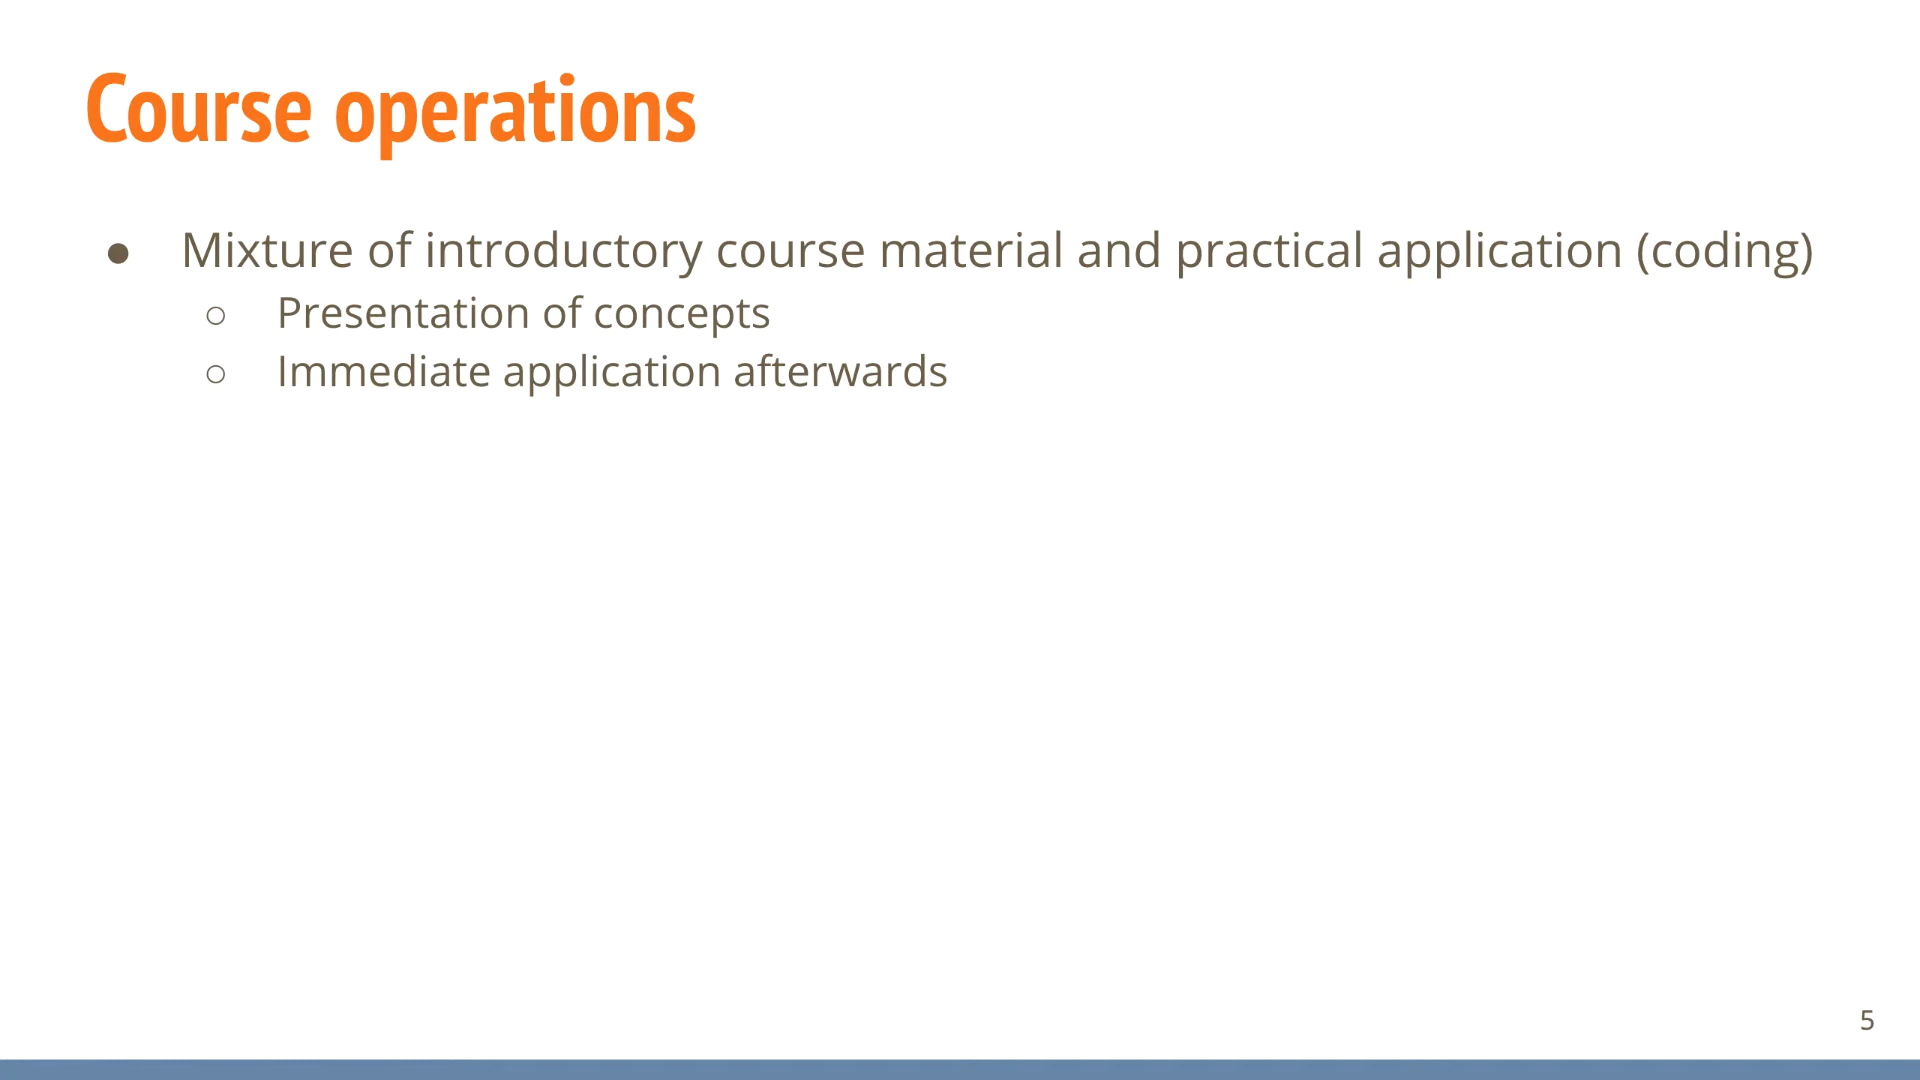 Course operations
● Mixture of introductory course material and practical application (coding)
○ Presentation of concepts
○ Immediate application afterwards
5